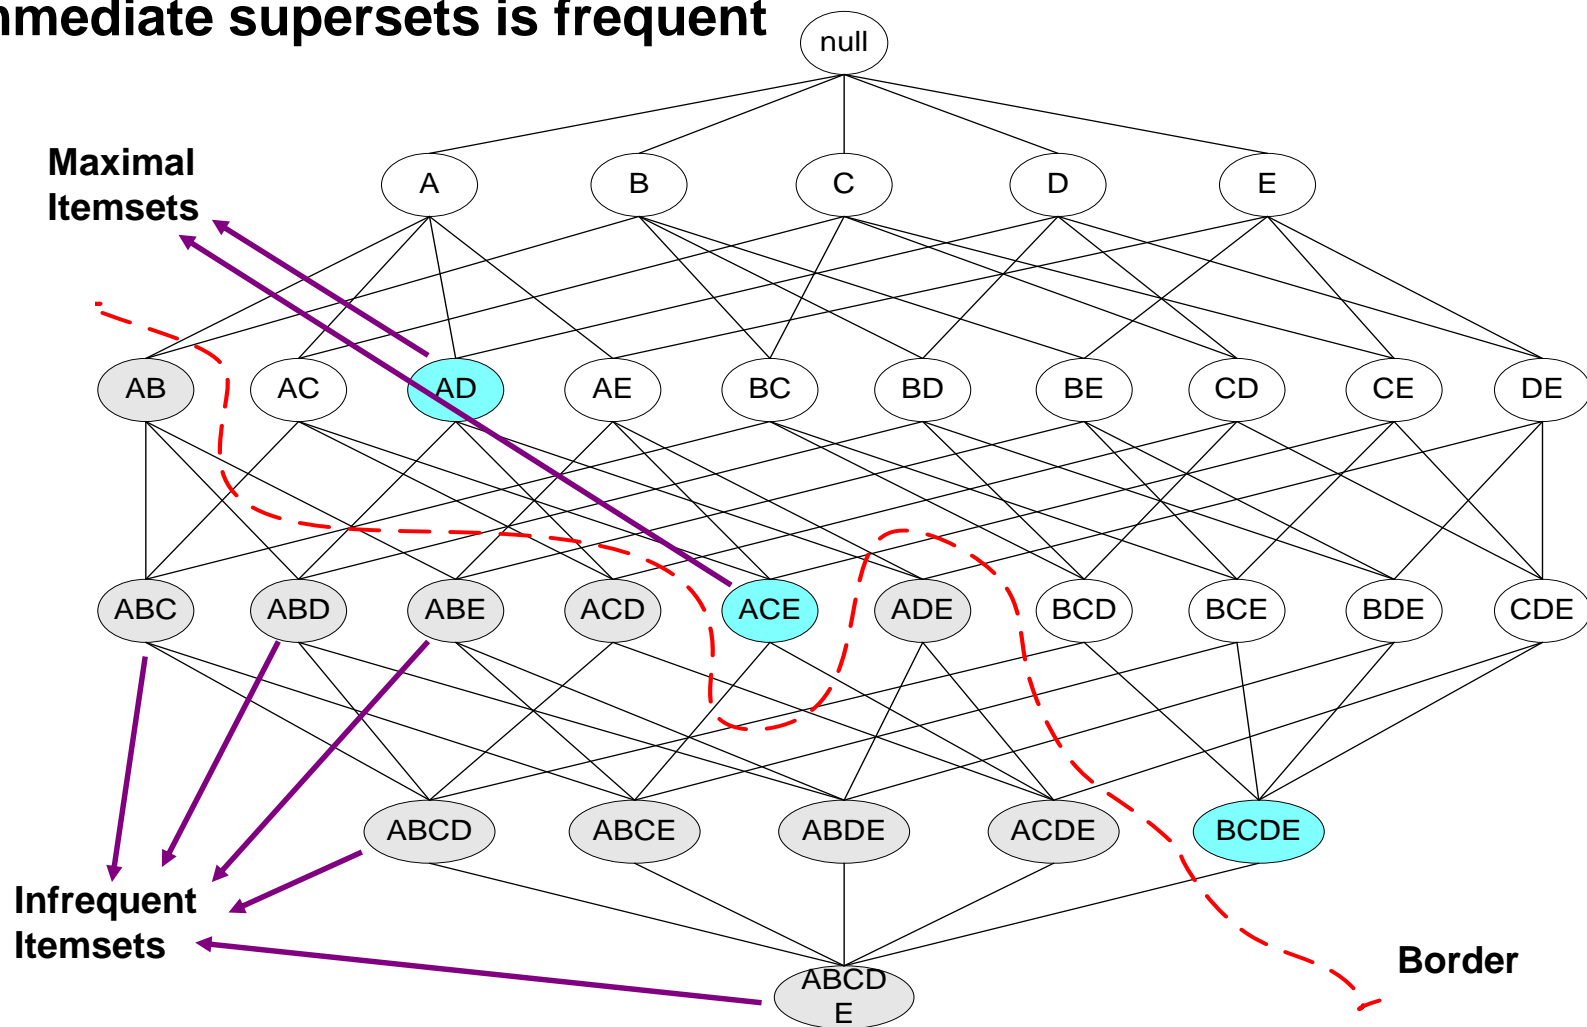 mmediate supersets is frequent
null
Maximal
Itemsets
A
B
C
D
E
AB
AC
AD
AE
BC
BD
BE
CD
CE
DE
ABC
ABD
ABE
ACD
ACE
ADE
BCD
BCE
BDE
CDE
ABCD
ABCE
ABDE
ACDE
BCDE
Infrequent
Itemsets
Border
ABCD
E